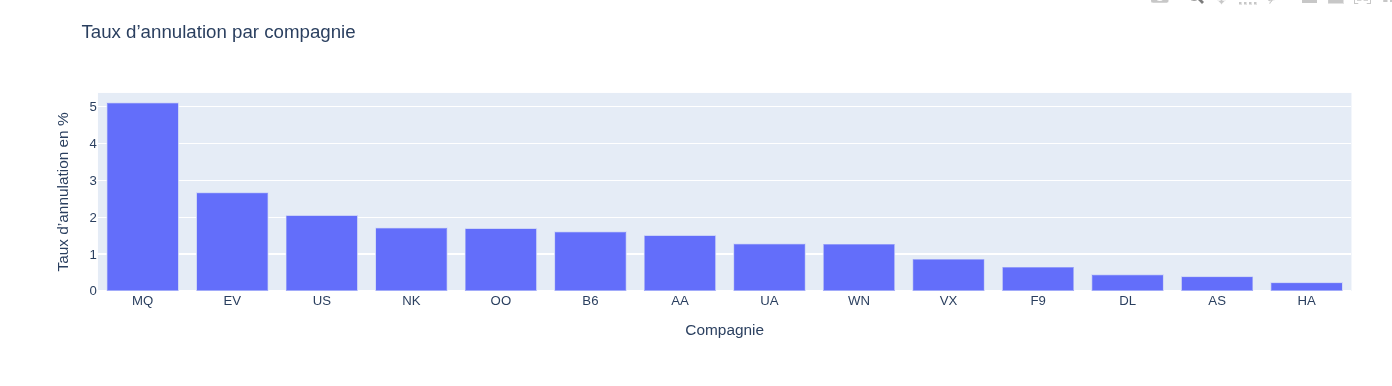 Taux d’annulation par compagnie
Taux d’annulation en %
5
4
3
2
1
0
MQ EV US NK OO B6 AA UA WN VX F9 DL AS HA
Compagnie